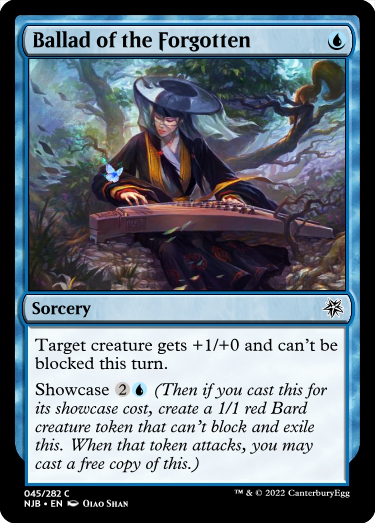 Ballad of the Forgotten
Sorcery
Target creature gets +1/+0 and can't be
blocked this turn.
Showcase 2 (Then if you cast this for
its showcase cost, create a 1/1 red Bard
creature token that can't block and exile
this. When that token attacks, you may
cast a free copy of this.)
045/282 C
NJB • EN Qiao Shan
™ & © 2022 CanterburyEgg